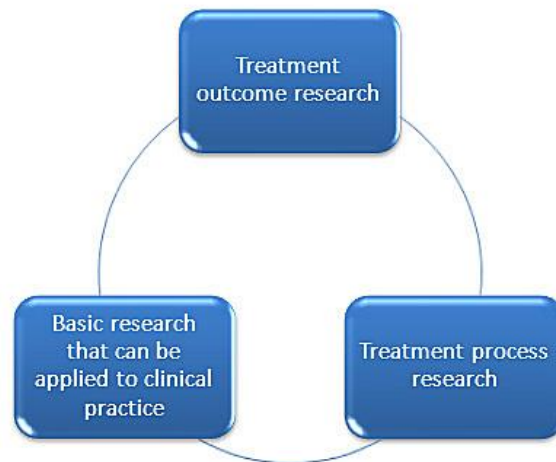 Treatment
outcome research
Basic research
that can be
applied to clinical
practice
Treatment process
research